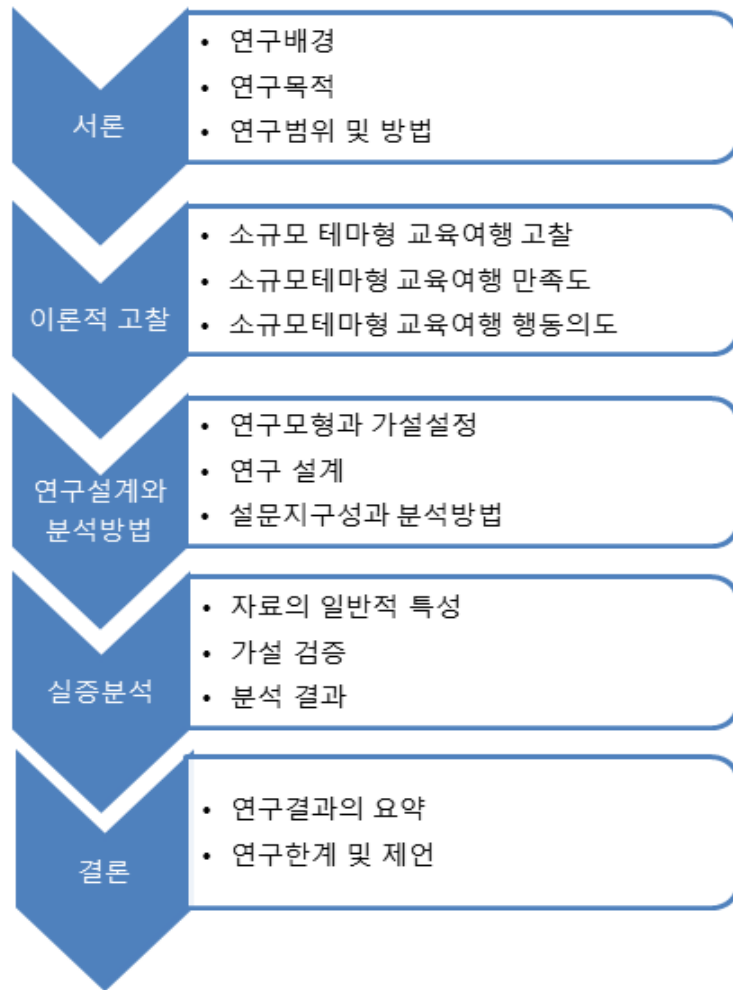 서론
• 연구배경
• 연구목적
• 연구범위 및 방법
이론적 고찰
• 소규모 테마형 교육여행 고찰
• 소규모테마형 교육여행 만족도
• 소규모테마형 교육여행 행동의도
연구설계와
분석방법
• 연구모형과 가설설정
• 연구 설계
• 설문지구성과 분석방법
실증분석
• 자료의 일반적 특성
• 가설 검증
• 분석 결과
결론
• 연구결과의 요약
• 연구한계 및 제언